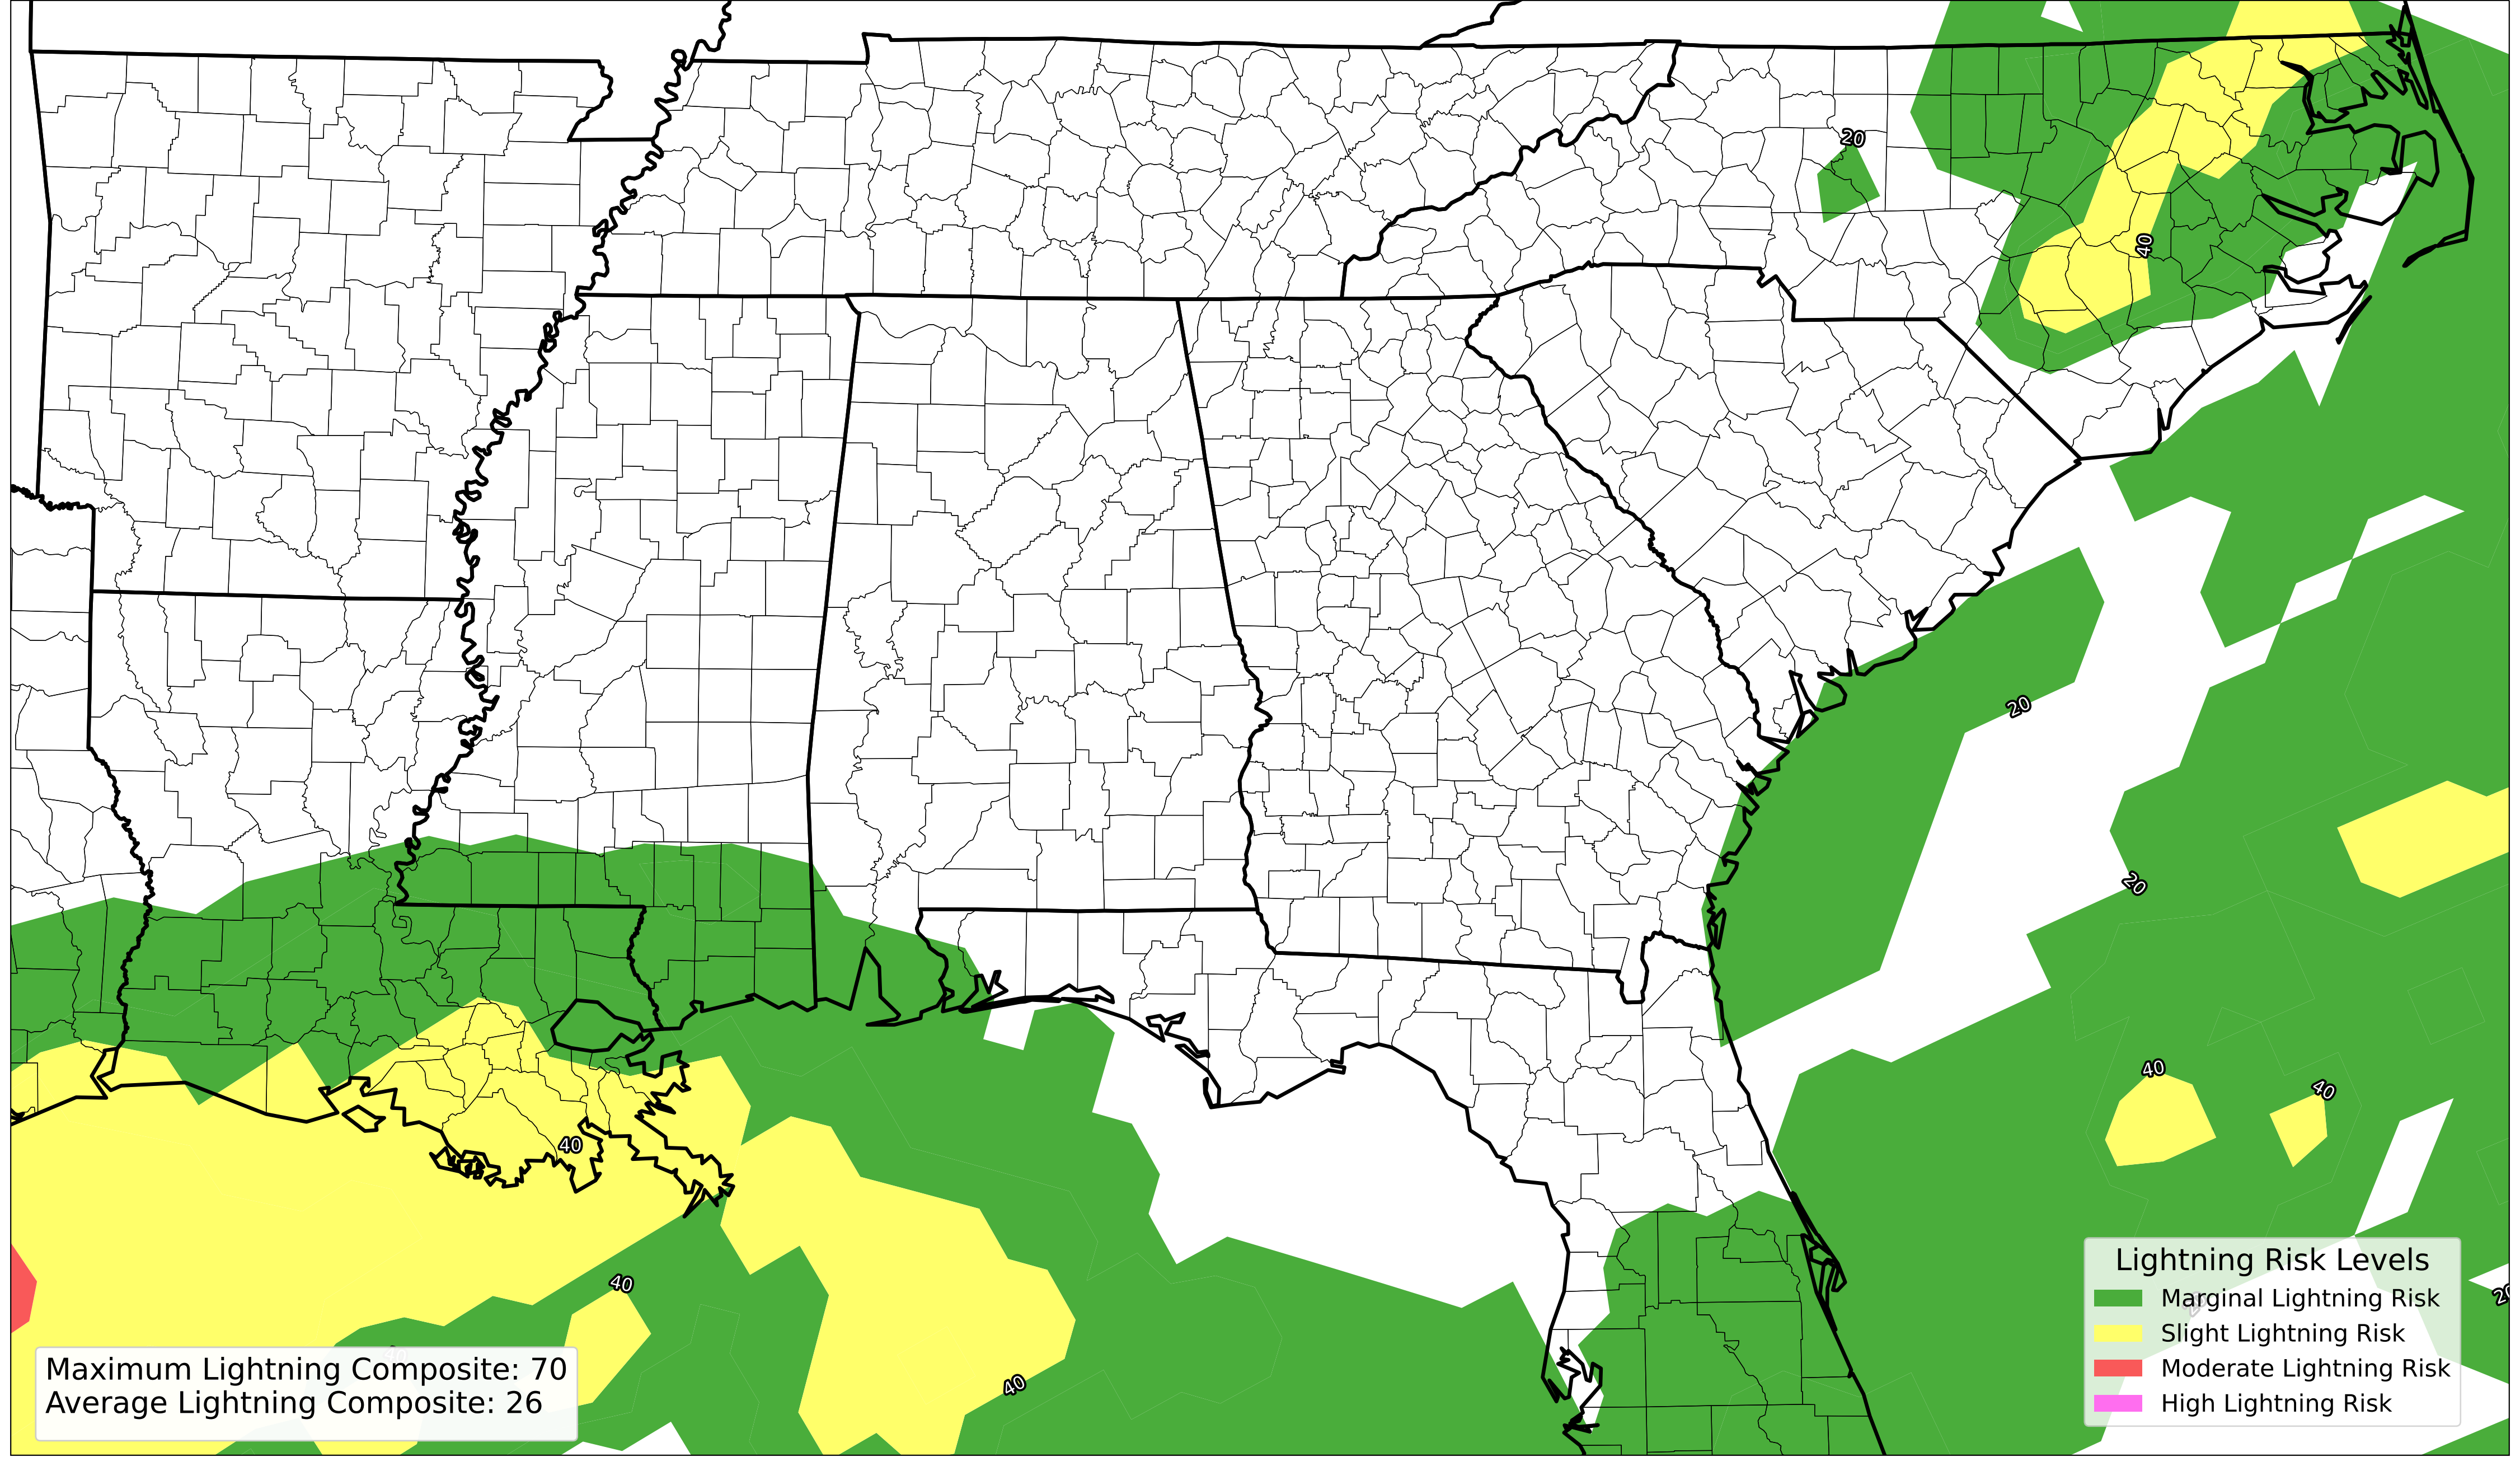 20
40
20
20
40
40
40
40
40
20
Lightning Risk Levels
Marginal Lightning Risk
Slight Lightning Risk
Moderate Lightning Risk
High Lightning Risk
Maximum Lightning Composite: 70
Average Lightning Composite: 26